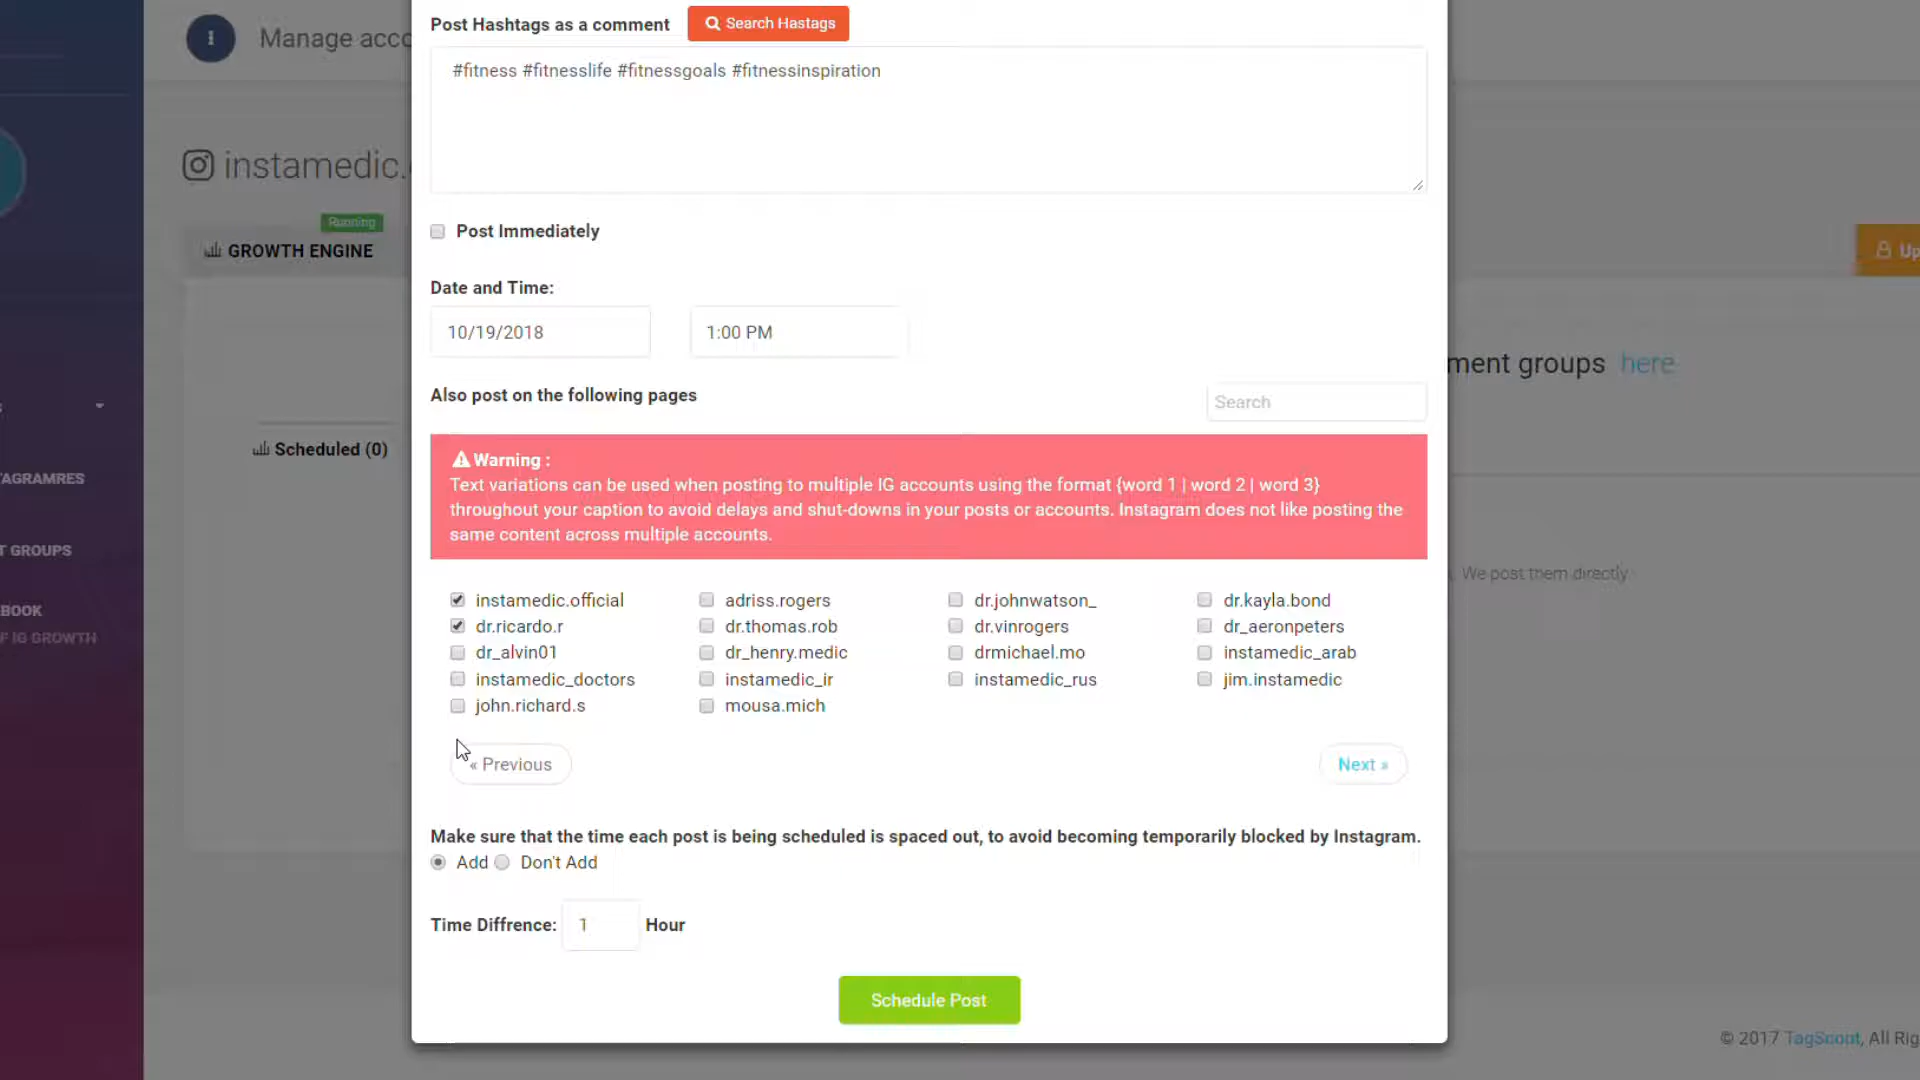 Manage acco
Post Hashtags as a comment
Search Hastags
#fitness #fitnesslife #fitnessgoals #fitnessinspiration
instamedic.
Running
GROWTH ENGINE
Post Immediately
Up
Date and Time:
10/19/2018
1:00 PM
ment groups here
Also post on the following pages
Search
Scheduled (0)
Warning :
Text variations can be used when posting to multiple IG accounts using the format {word 1 | word 2 | word 3}
throughout your caption to avoid delays and shut-downs in your posts or accounts. Instagram does not like posting the
same content across multiple accounts.
TAGRAMRES
T GROUPS
BOOK
F IG GROWTH
We post them directly
instamedic.official
adriss.rogers
dr.johnwatson_
dr.kayla.bond
dr.ricardo.r
dr.thomas.rob
dr.vinrogers
dr_aeronpeters
dr_alvin01
dr_henry.medic
drmichael.mo
instamedic_arab
instamedic_doctors
instamedic_ir
instamedic_rus
jim.instamedic
john.richard.s
mousa.mich
« Previous
Next »
Make sure that the time each post is being scheduled is spaced out, to avoid becoming temporarily blocked by Instagram.
Add Don't Add
Time Diffrence: 1 Hour
Schedule Post
© 2017 TagScout, All Rig